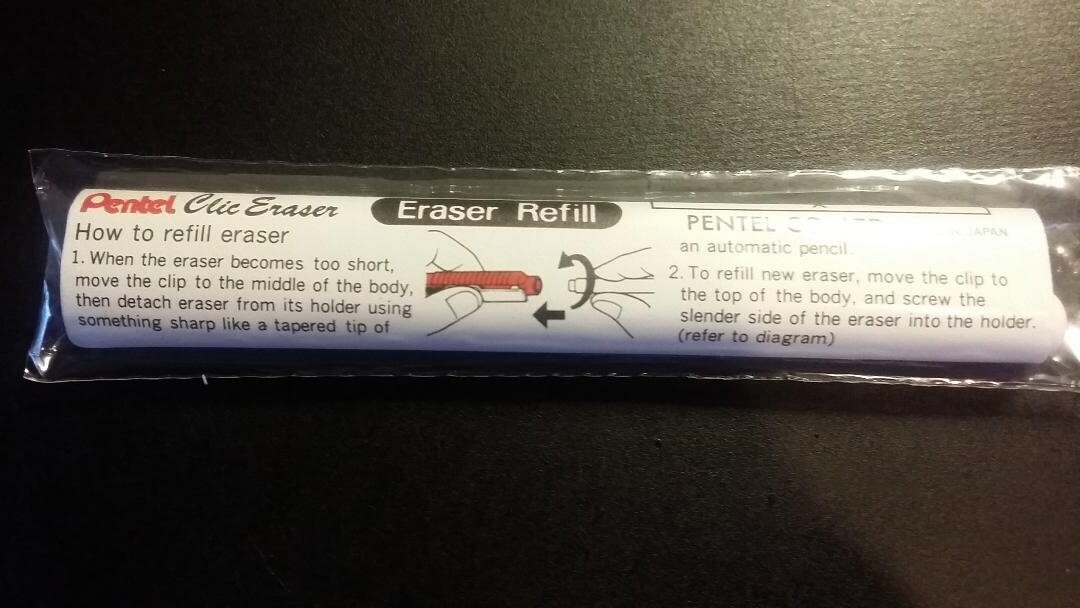 Pentel Clic Eraser
Eraser Refill
How to refill eraser
1. When the eraser becomes too short,
move the clip to the middle of the body,
then detach eraser from its holder using
something sharp like a tapered tip of
PENTEL
JAPAN
an automatic pencil.
2. To refill new eraser, move the clip to
the top of the body, and screw the
slender side of the eraser into the holder.
(refer to diagram)